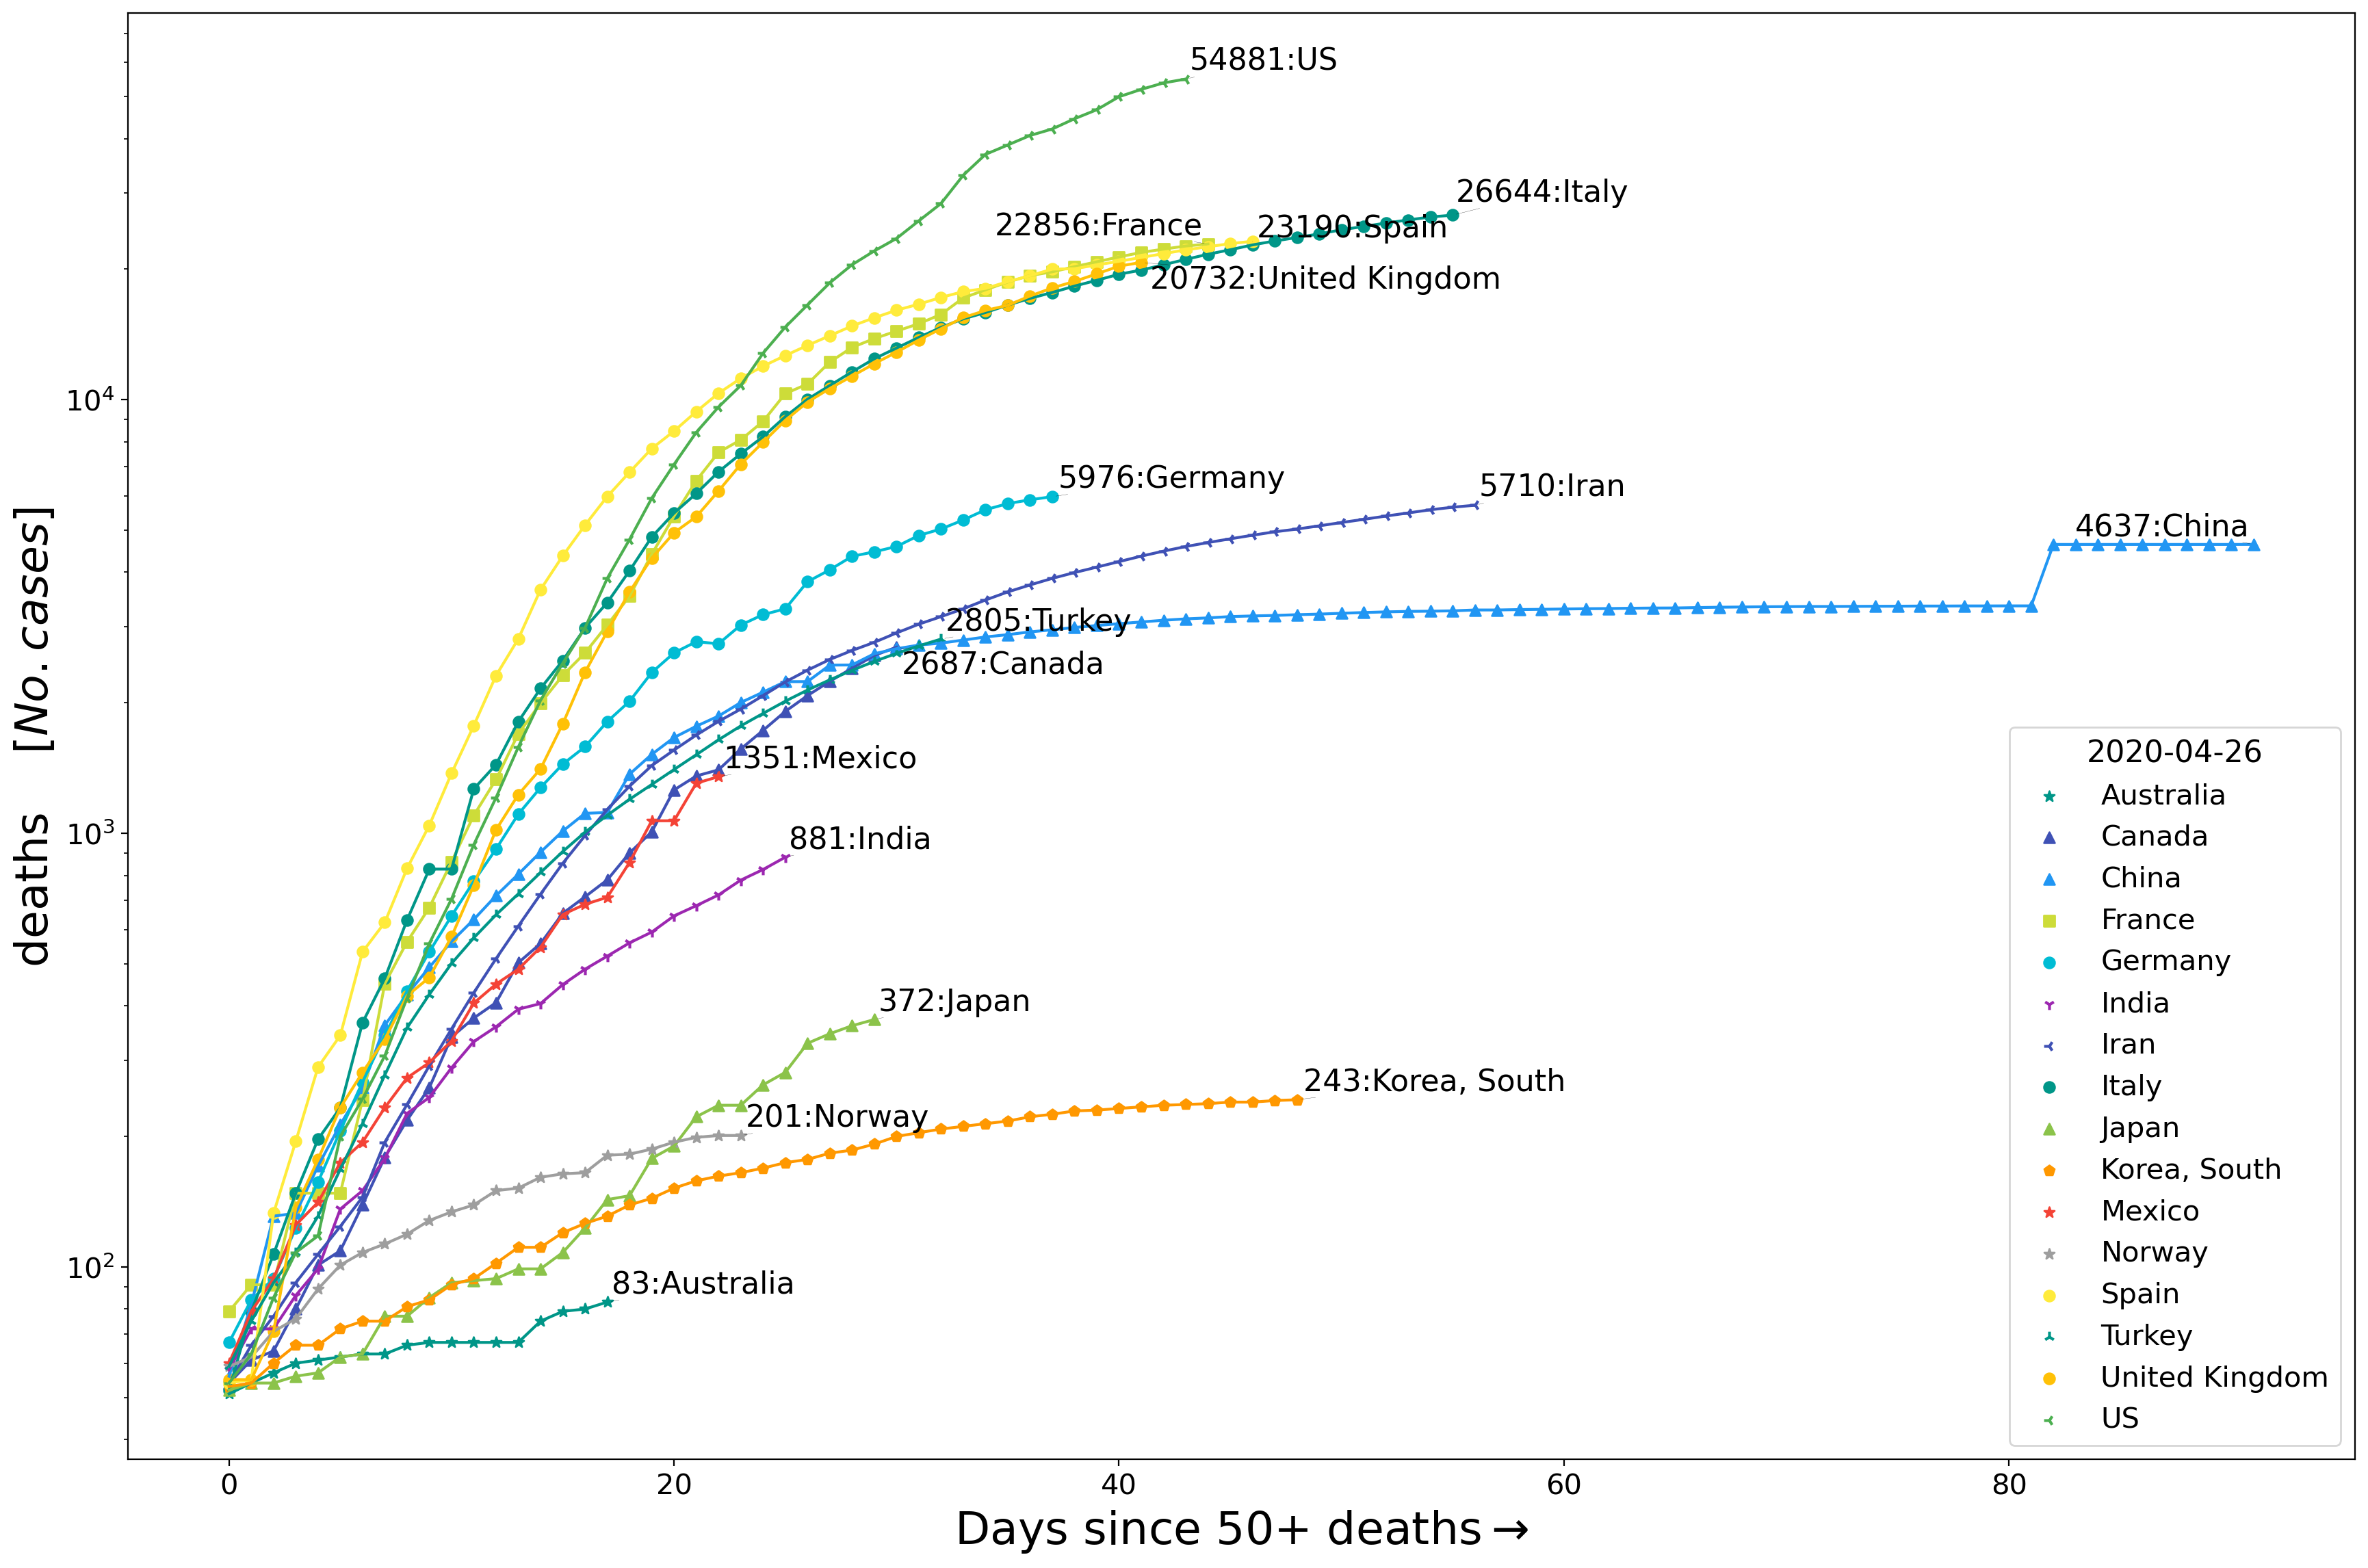 54881:US
26644:Italy
22856:France
23190:Spain
20732:United Kingdom
5976:Germany
5710:Iran
4637:China
2805:Turkey
2687:Canada
1351:Mexico
881:India
372:Japan
243:Korea, South
201:Norway
83:Australia
10^4
10^3
10^2
deaths [No.cases]
0 20 40 60 80
Days since 50+ deaths→
2020-04-26
Australia
Canada
China
France
Germany
India
Iran
Italy
Japan
Korea, South
Mexico
Norway
Spain
Turkey
United Kingdom
US